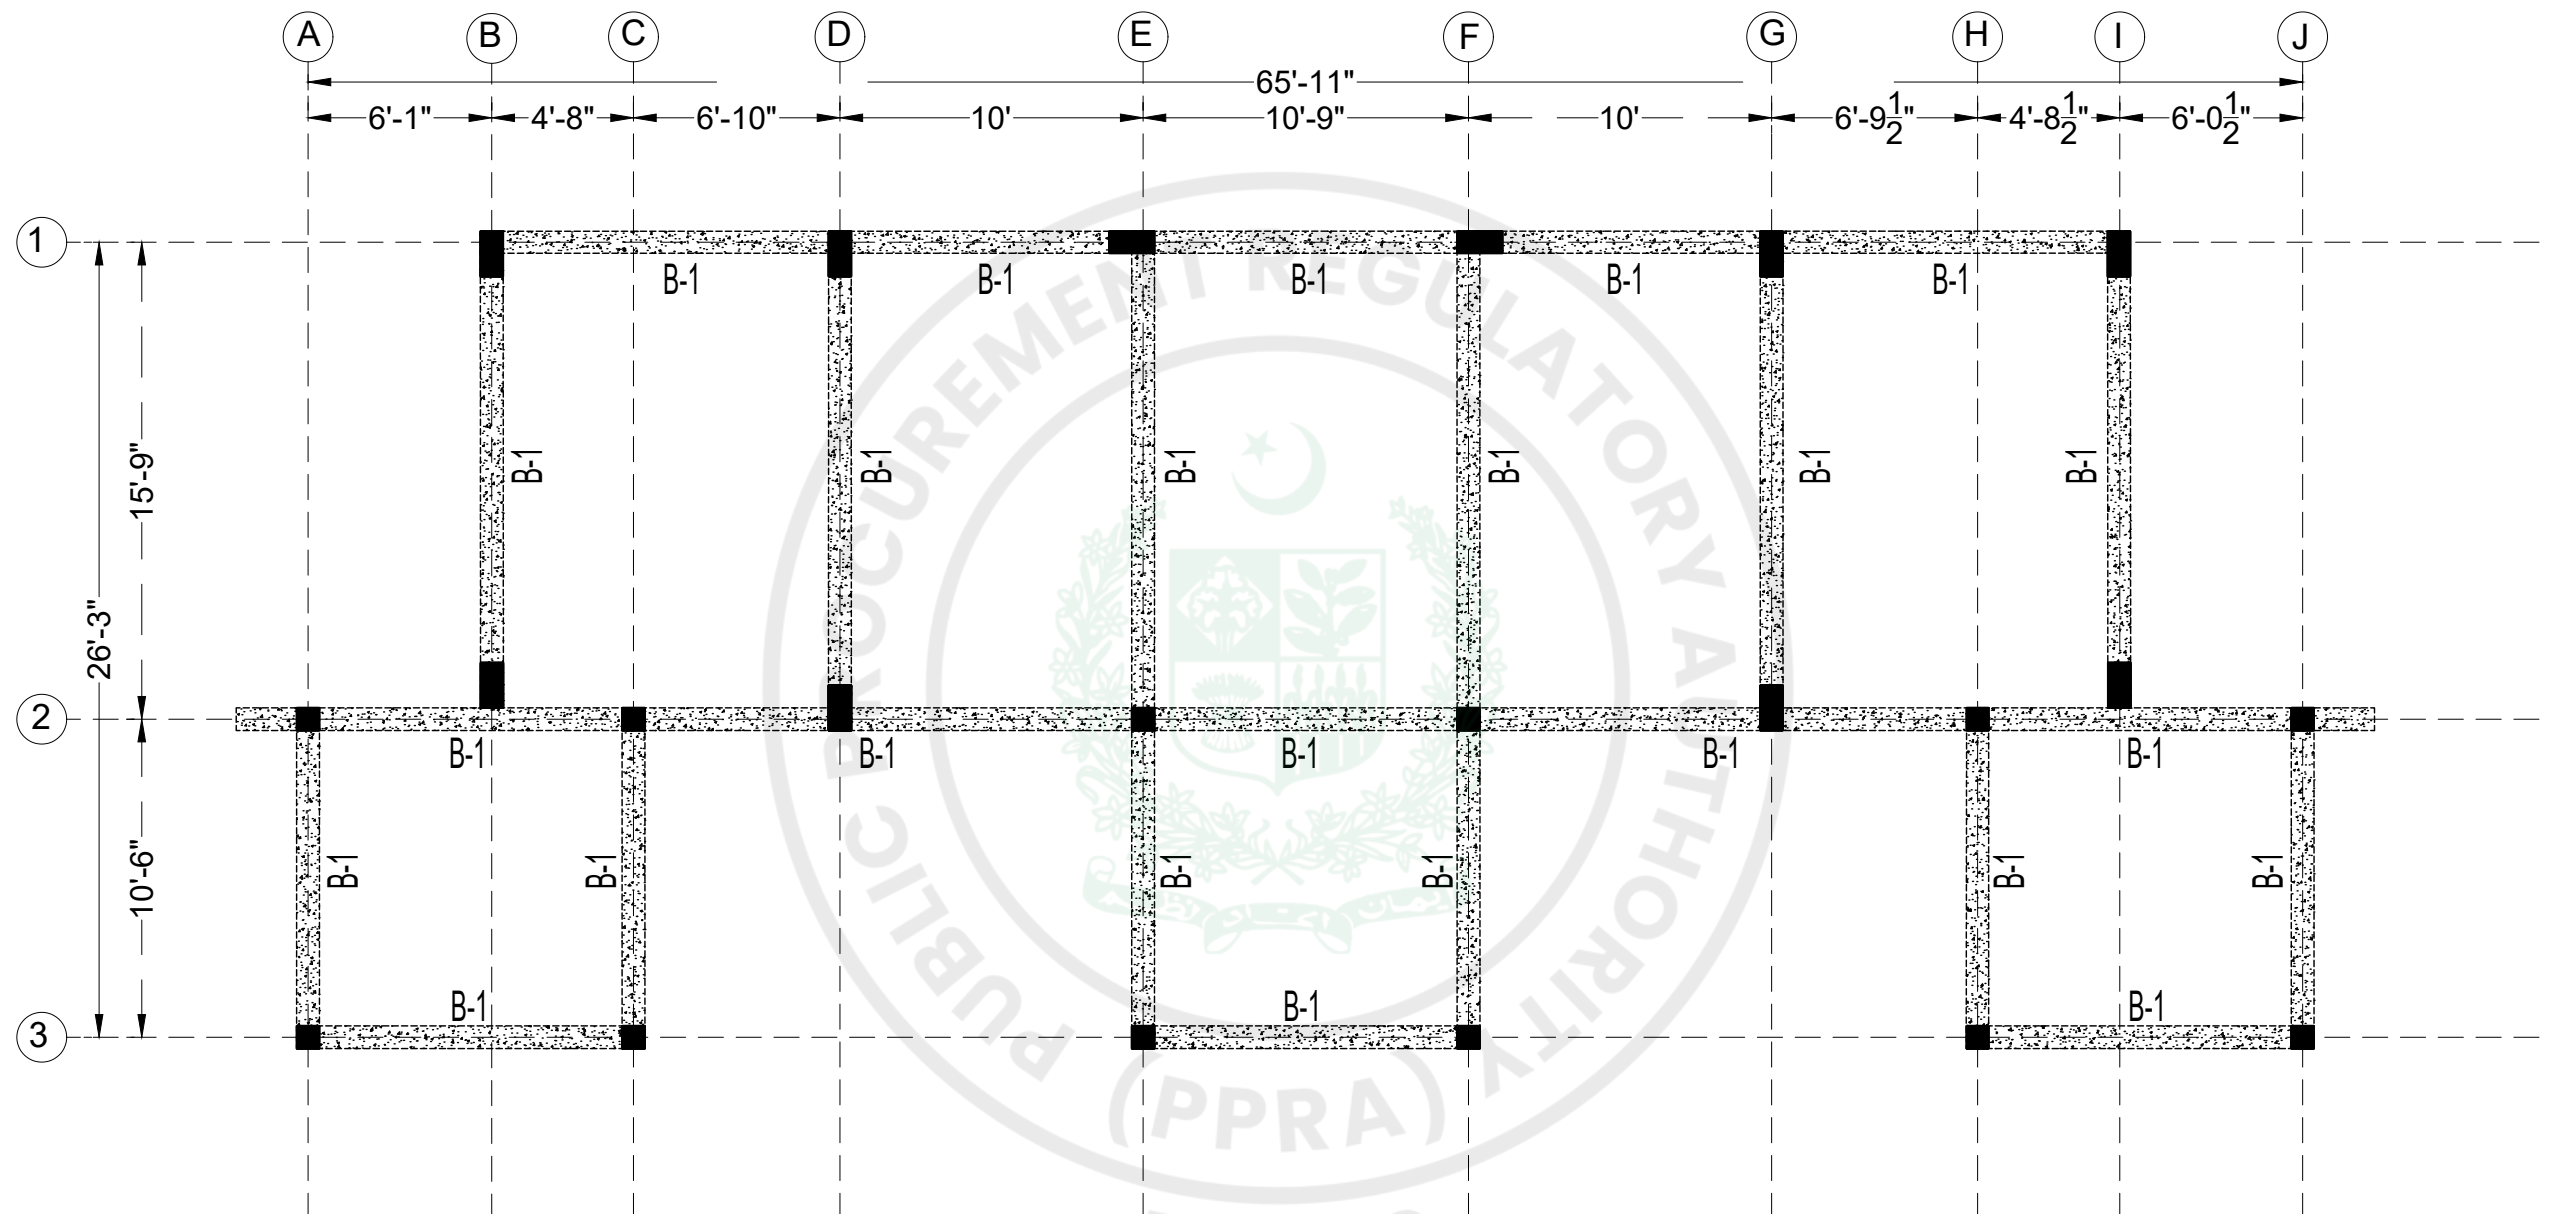 A B C D E F G H I J
65'-11"
6'-1" 4'-8" 6'-10" 10' 10'-9" 10' 6'-9½" 4'-8½" 6'-0½"
1
B-1 B-1 B-1 B-1 B-1
15'-9"
B-1 B-1 B-1 B-1 B-1 B-1
26'-3"
2
B-1 B-1 B-1 B-1 B-1
10'-6"
B-1 B-1 B-1 B-1 B-1 B-1
B-1 B-1 B-1
3
PUBLIC PROCUREMENT REGULATORY AUTHORITY
(PPRA)